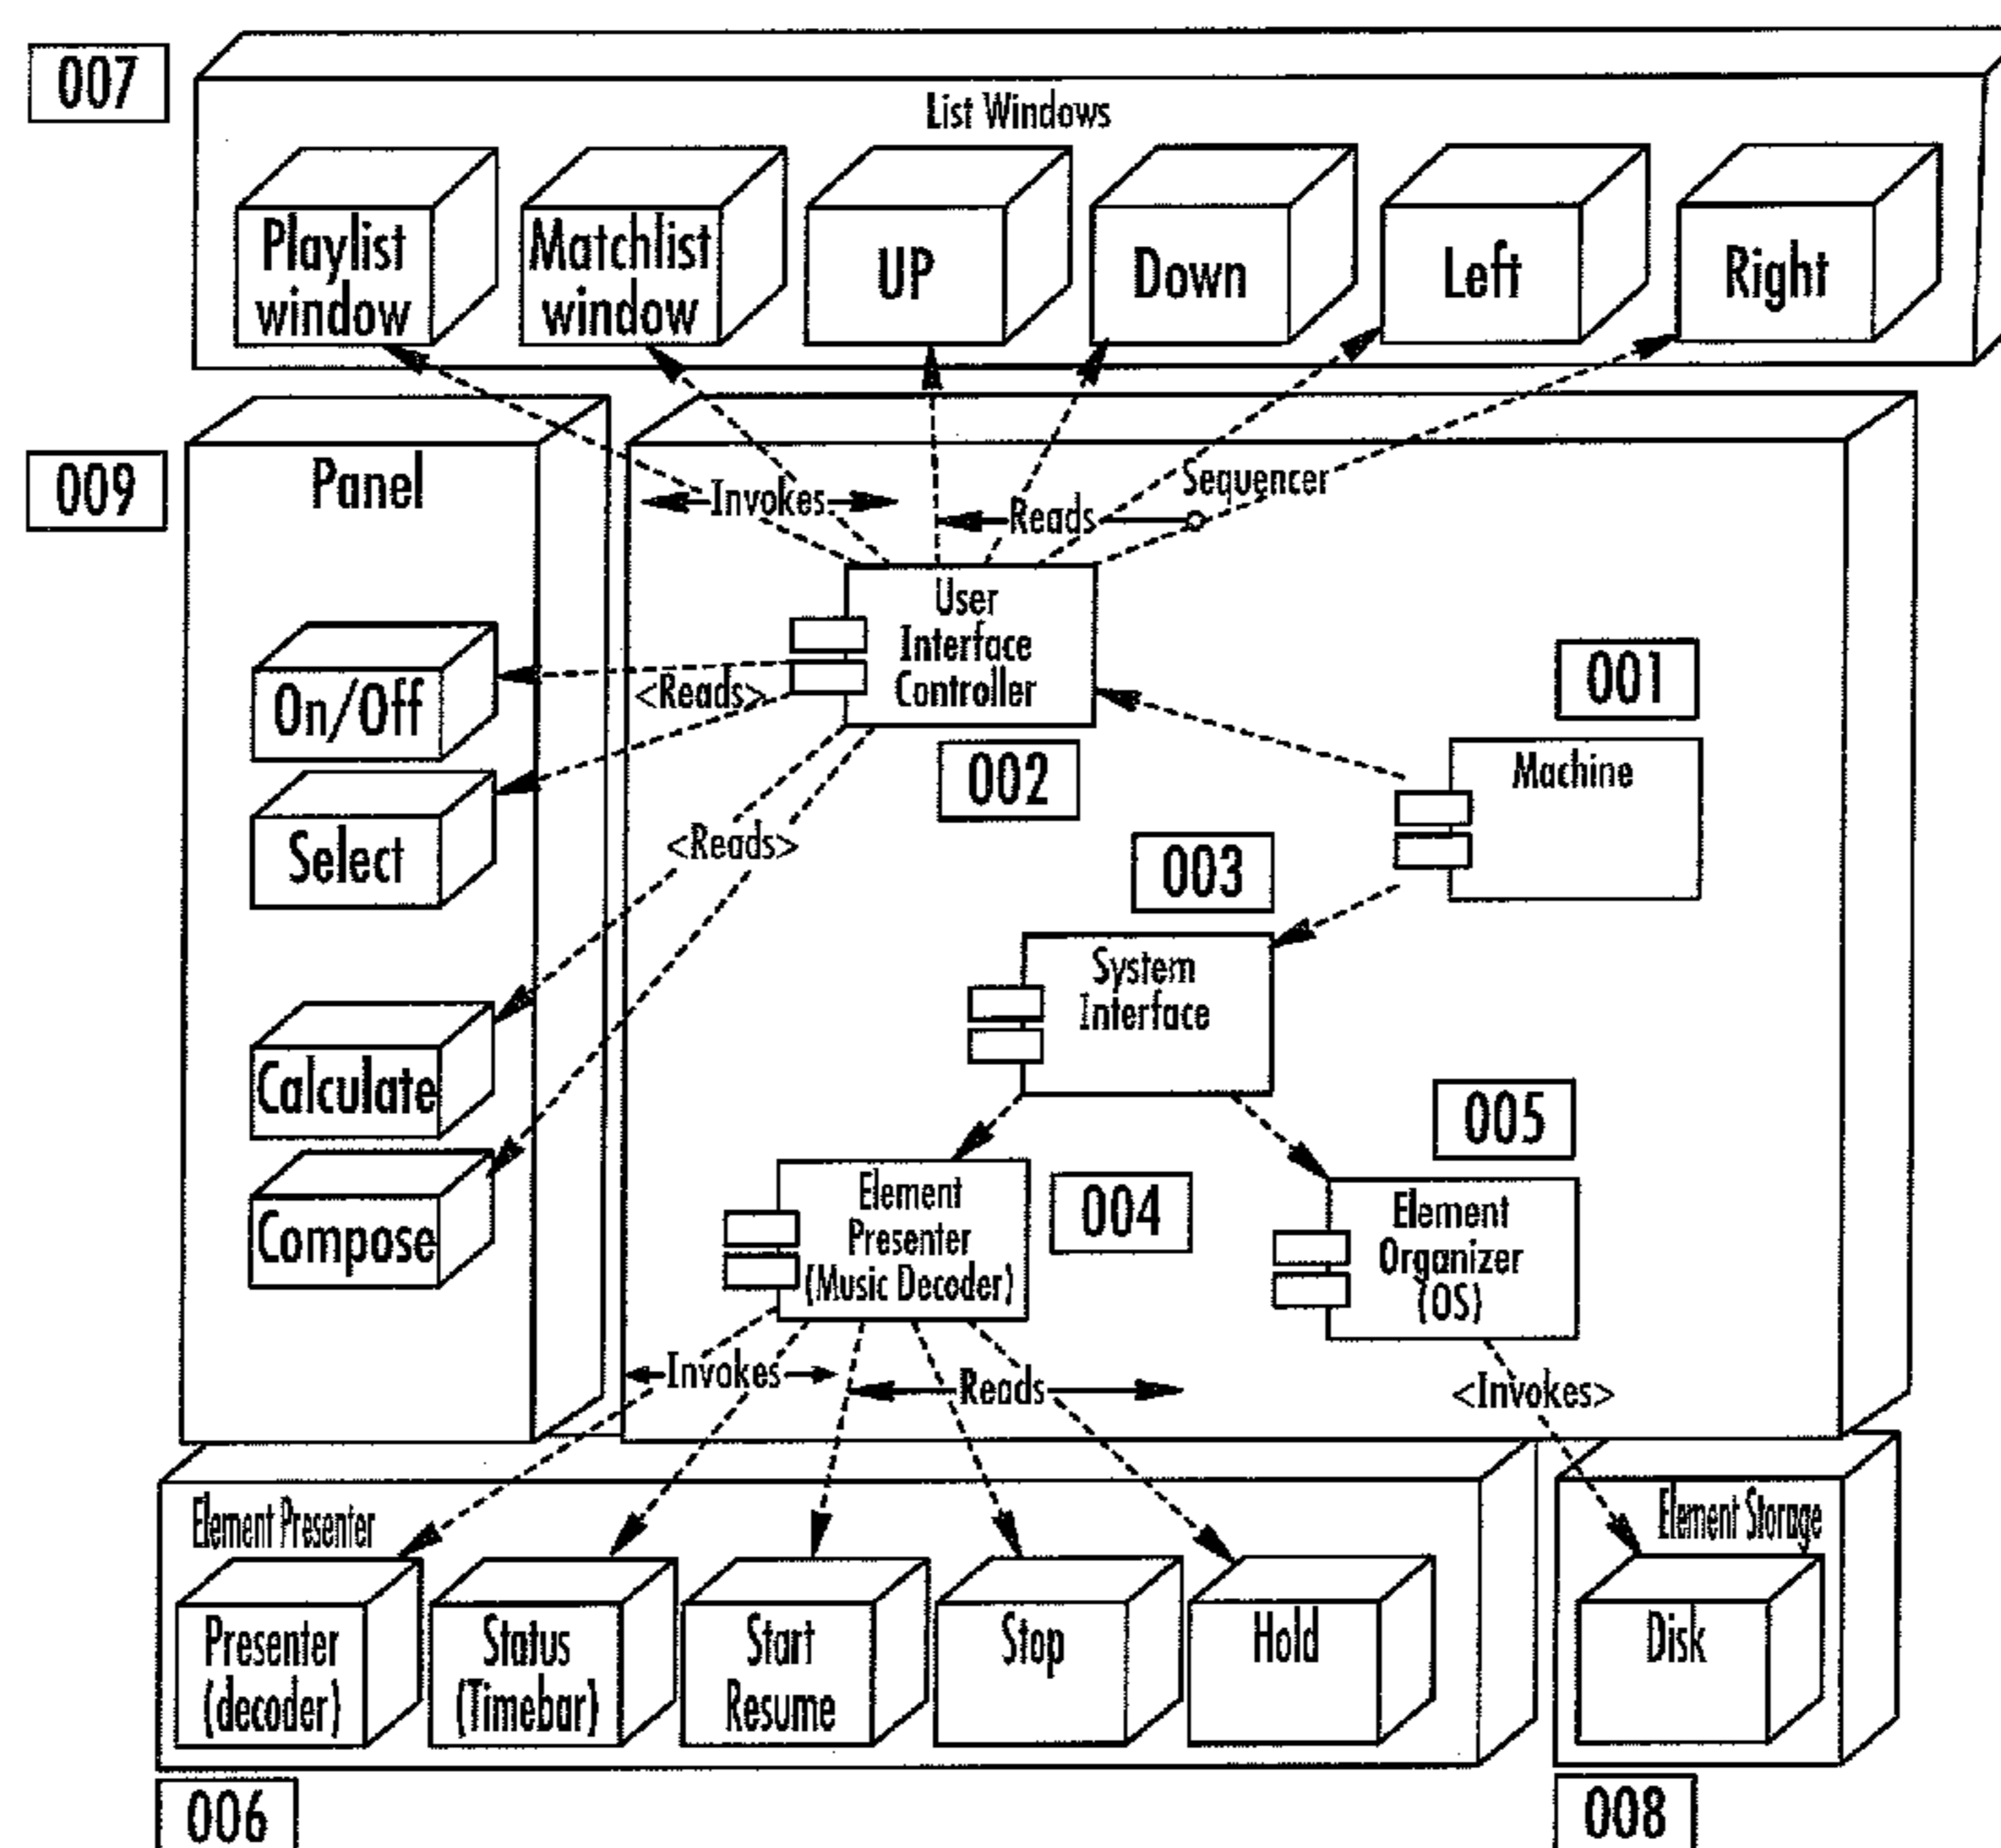 007
List Windows
Playlist
window
Matchlist
window
UP
Down
Left
Right
009
Panel
Invokes
Reads
Sequencer
User
Interface
Controller
On/Off
<Reads>
001
Machine
002
Select
<Reads>
003
System
Interface
Calculate
005
Compose
Element
Presenter
(Music Decoder)
004
Element
Organizer
(OS)
Invokes
Reads
<Invokes>
Element Presenter
Element Storage
Presenter
(decoder)
Status
(Timebar)
Start
Resume
Stop
Hold
Disk
006
008